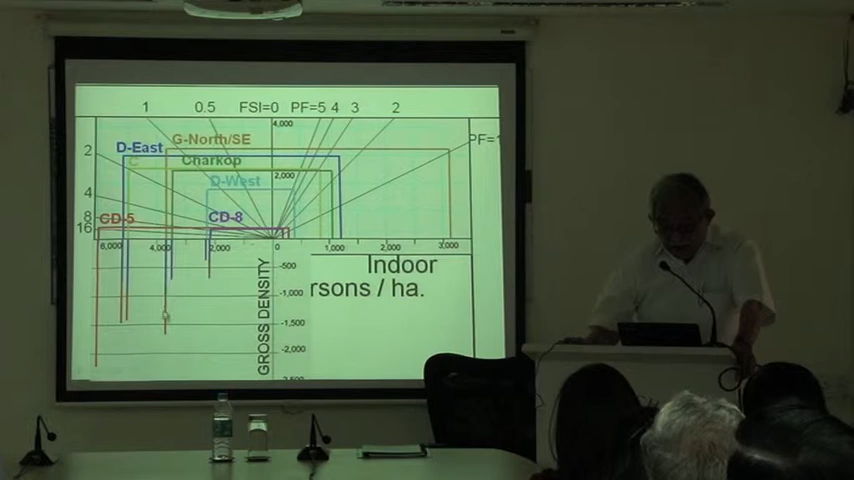 1 0.5 FSI=0 PF=5 4 3 2
4,000
G-North/SE
PF=1
D-East
2
C Charkop
2,000
D-West
4
8
CD-5 CD-8
16
6,000 4,000 2,000 0 1,000 2,000 3,000
-500
Indoor
rsons / ha.
-1,000
-1,500
-2,000
GROSS DENSITY